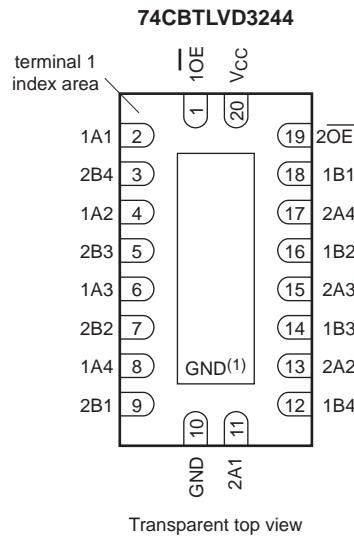 74CBTLVD3244
terminal 1
index area
1OE
VCC
1
20
1A1 2
19 2OE
2B4 3
18 1B1
1A2 4
17 2A4
2B3 5
16 1B2
1A3 6
15 2A3
2B2 7
14 1B3
1A4 8
GND(1)
13 2A2
2B1 9
12 1B4
10
11
GND
2A1
Transparent top view